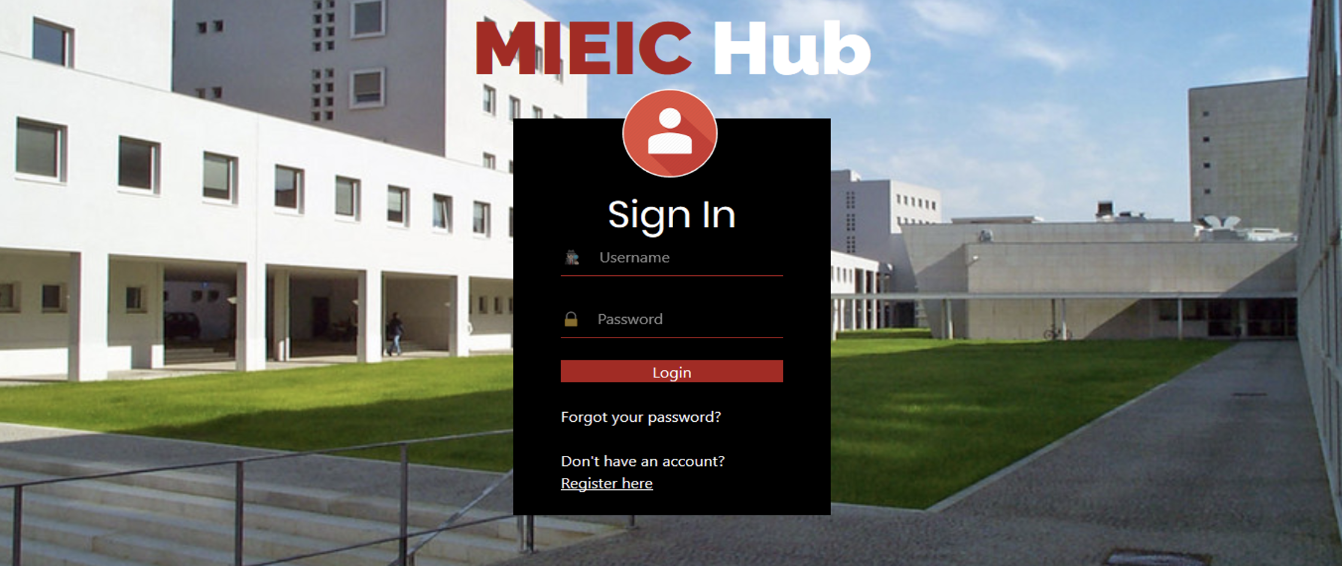 MIEIC Hub
Sign In
Username
Password
Login
Forgot your password?
Don't have an account?
Register here